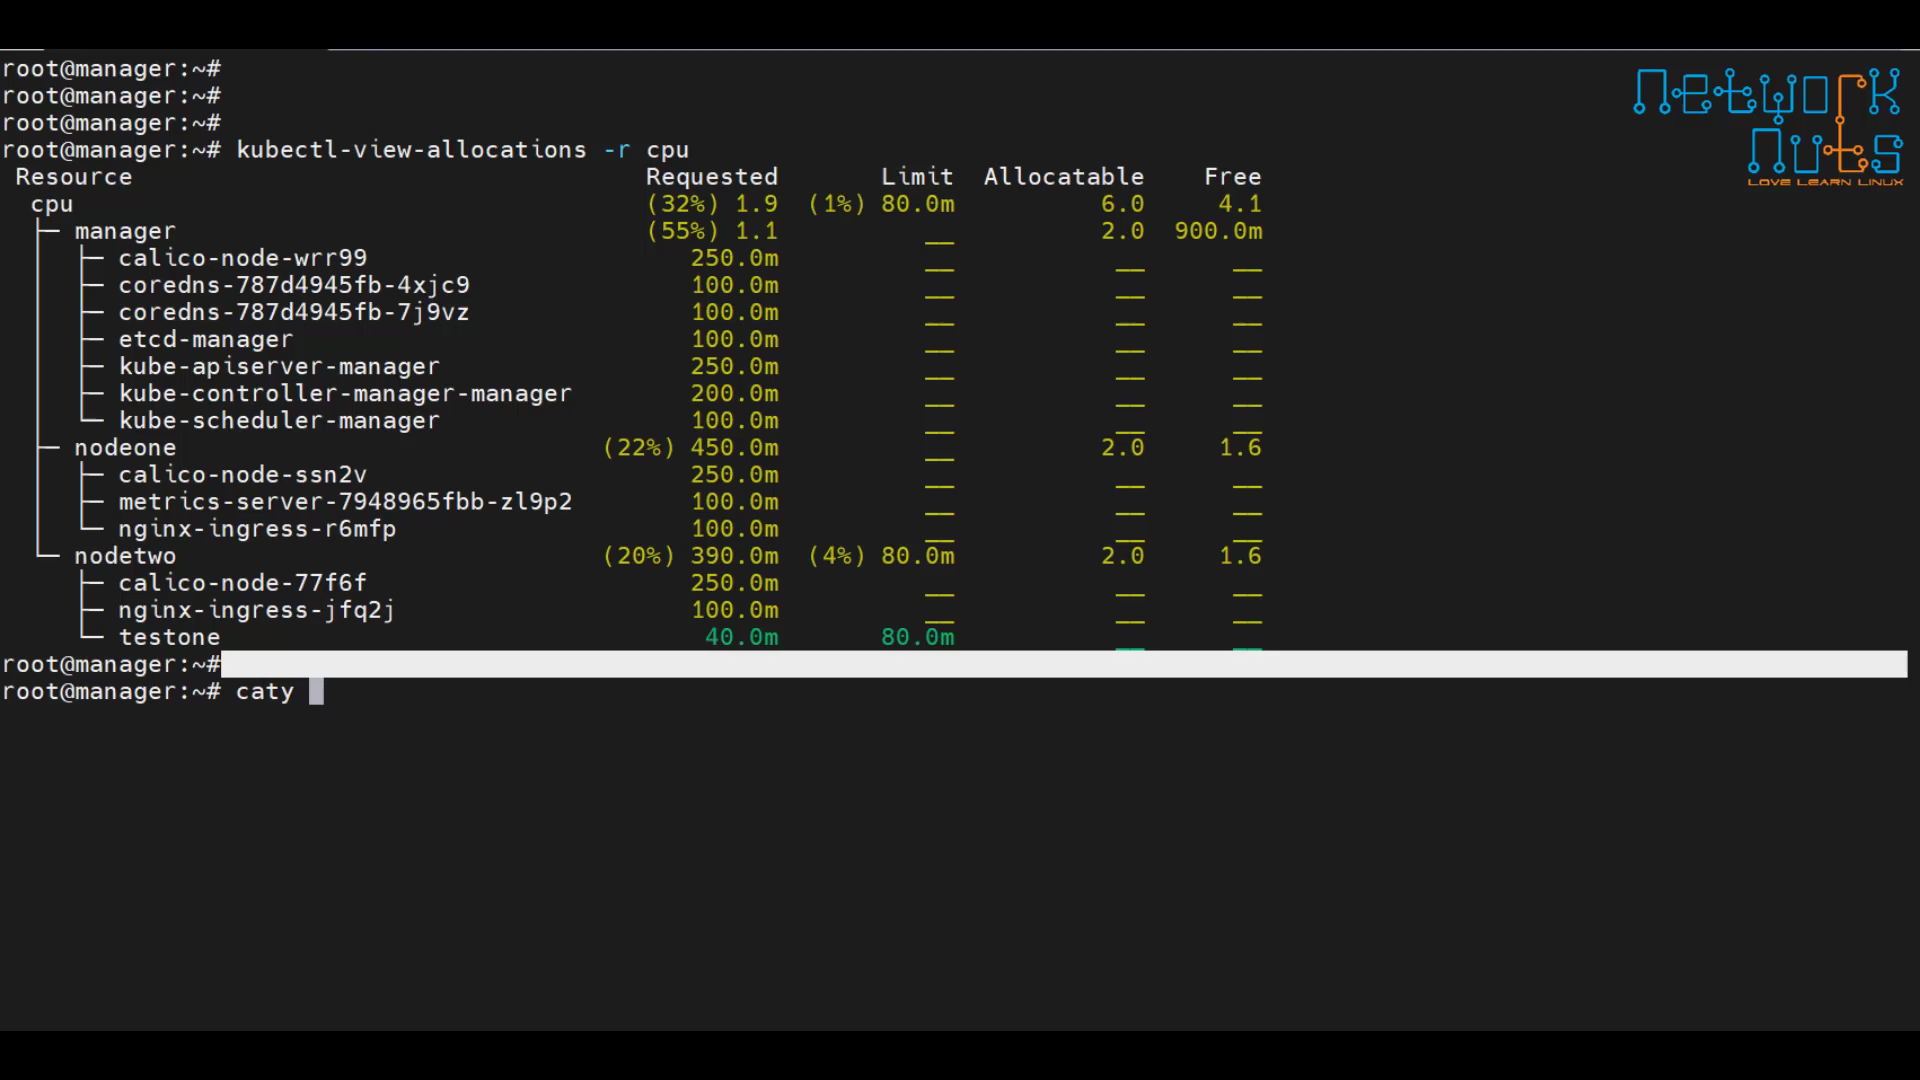 root@manager:~#
root@manager:~#
root@manager:~#
root@manager:~# kubectl-view-allocations -r cpu
Resource Requested Limit Allocatable Free
cpu (32%) 1.9 (1%) 80.0m 6.0 4.1
├─ manager (55%) 1.1 __ 2.0 900.0m
│ ├─ calico-node-wrr99 250.0m __ __ __
│ ├─ coredns-787d4945fb-4xjc9 100.0m __ __ __
│ ├─ coredns-787d4945fb-7j9vz 100.0m __ __ __
│ ├─ etcd-manager 100.0m __ __ __
│ ├─ kube-apiserver-manager 250.0m __ __ __
│ ├─ kube-controller-manager-manager 200.0m __ __ __
│ └─ kube-scheduler-manager 100.0m __ __ __
├─ nodeone (22%) 450.0m __ 2.0 1.6
│ ├─ calico-node-ssn2v 250.0m __ __ __
│ ├─ metrics-server-7948965fbb-zl9p2 100.0m __ __ __
│ └─ nginx-ingress-r6mfp 100.0m __ __ __
└─ nodetwo (20%) 390.0m (4%) 80.0m 2.0 1.6
├─ calico-node-77f6f 250.0m __ __ __
├─ nginx-ingress-jfq2j 100.0m __ __ __
└─ testone 40.0m 80.0m __ __
root@manager:~#
root@manager:~# caty
Network
Nuts
LOVE LEARN LINUX